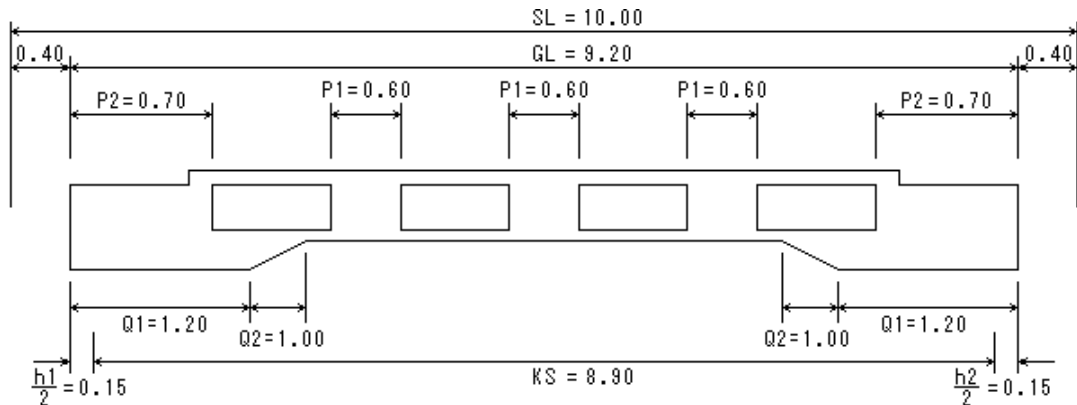 SL = 10.00
0.40 GL = 9.20 0.40
P2=0.70 P1=0.60 P1=0.60 P1=0.60 P2=0.70
Q1=1.20 Q2=1.00 Q2=1.00 Q1=1.20
h1/2=0.15 KS = 8.90 h2/2=0.15